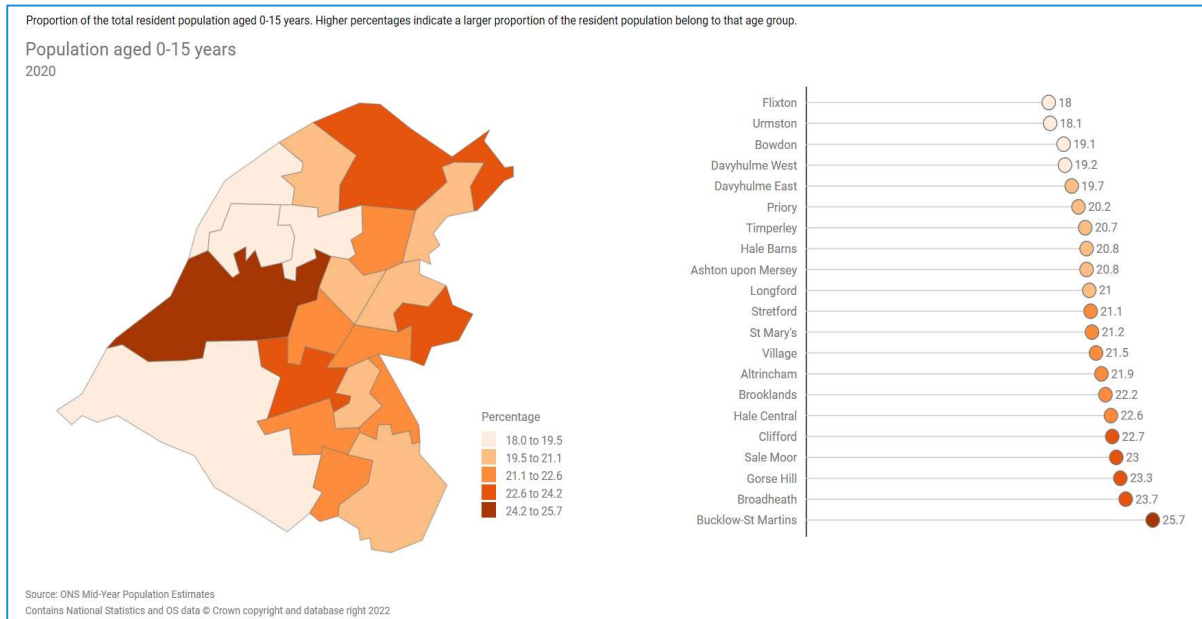 Proportion of the total resident population aged 0-15 years. Higher percentages indicate a larger proportion of the resident population belong to that age group.
Population aged 0-15 years
2020
Flixton 18
Urmston 18.1
Bowdon 19.1
Davyhulme West 19.2
Davyhulme East 19.7
Priory 20.2
Timperley 20.7
Hale Barns 20.8
Ashton upon Mersey 20.8
Longford 21
Stretford 21.1
St Mary's 21.2
Village 21.5
Altrincham 21.9
Brooklands 22.2
Hale Central 22.6
Clifford 22.7
Sale Moor 23
Gorse Hill 23.3
Broadheath 23.7
Bucklow-St Martins 25.7
Percentage
18.0 to 19.5
19.5 to 21.1
21.1 to 22.6
22.6 to 24.2
24.2 to 25.7
Source: ONS Mid-Year Population Estimates
Contains National Statistics and OS data © Crown copyright and database right 2022